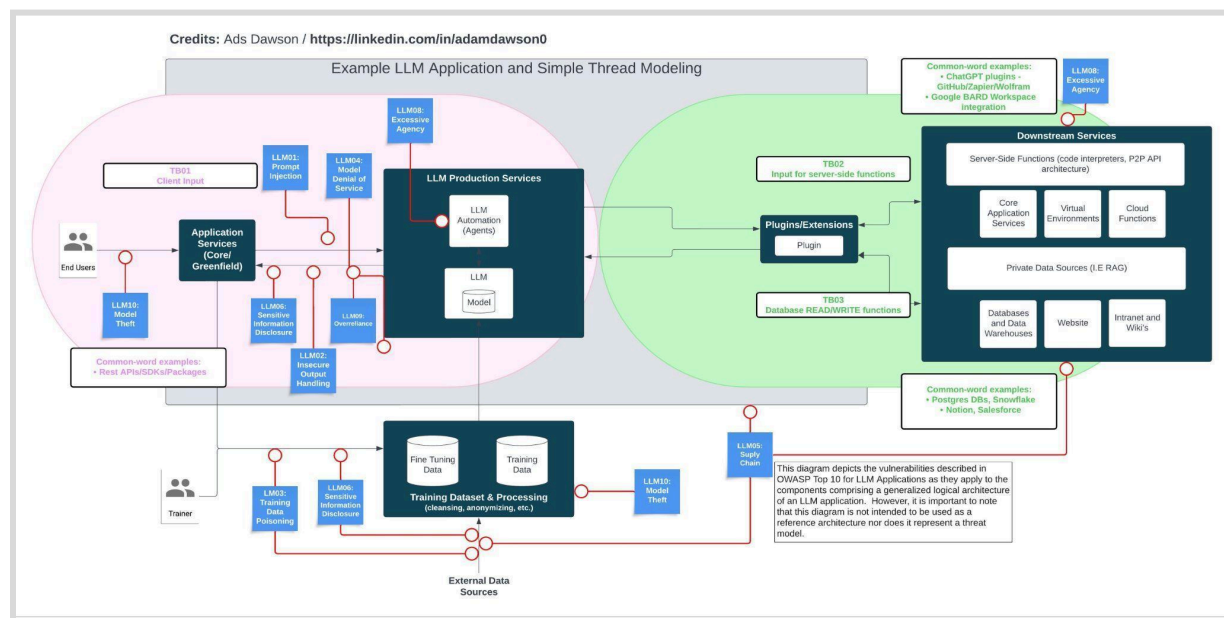 Credits: Ads Dawson / https://linkedin.com/in/adamdawson0
Example LLM Application and Simple Thread Modeling
Common-word examples:
• ChatGPT plugins -
GitHub/Zapier/Wolfram
• Google BARD Workspace
integration
LLM08:
Excessive
Agency
LLM08:
Excessive
Agency
LLM01:
Prompt
Injection
LLM04:
Model
Denial of
Service
TB01
Client Input
LLM Production Services
LLM
Automation
(Agents)
LLM
Model
TB02
Input for server-side functions
Plugins/Extensions
Plugin
TB03
Database READ/WRITE functions
Downstream Services
Server-Side Functions (code interpreters, P2P API
architecture)
Core
Application
Services
Virtual
Environments
Cloud
Functions
Private Data Sources (I.E RAG)
Databases
and Data
Warehouses
Website
Intranet and
Wiki's
End Users
Application
Services
(Core/
Greenfield)
LLM10:
Model
Theft
LLM06:
Sensitive
Information
Disclosure
LLM02:
Insecure
Output
Handling
LLM09:
Overreliance
Common-word examples:
• Rest APIs/SDKs/Packages
Common-word examples:
• Postgres DBs, Snowflake
• Notion, Salesforce
Trainer
LM03:
Training
Data
Poisoning
LLM06:
Sensitive
Information
Disclosure
Fine Tuning
Data
Training
Data
Training Dataset & Processing
(cleansing, anonymizing, etc.)
LLM10:
Model
Theft
LLM05:
Suply
Chain
This diagram depicts the vulnerabilities described in
OWASP Top 10 for LLM Applications as they apply to the
components comprising a generalized logical architecture
of an LLM application. However, it is important to note
that this diagram is not intended to be used as a
reference architecture nor does it represent a threat
model.
External Data
Sources